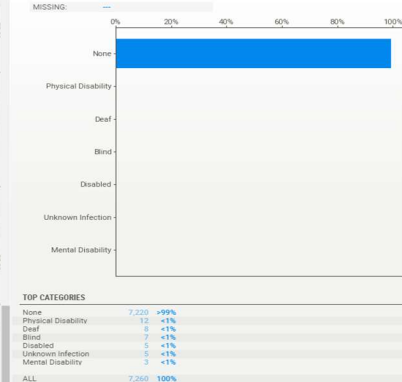 MISSING: ---
0% 20% 40% 60% 80% 100%
None
Physical Disability
Deaf
Blind
Disabled
Unknown Infection
Mental Disability
TOP CATEGORIES
None 7,220 >99%
Physical Disability 12 <1%
Deaf 8 <1%
Blind 7 <1%
Disabled 5 <1%
Unknown Infection 5 <1%
Mental Disability 3 <1%
ALL 7,260 100%